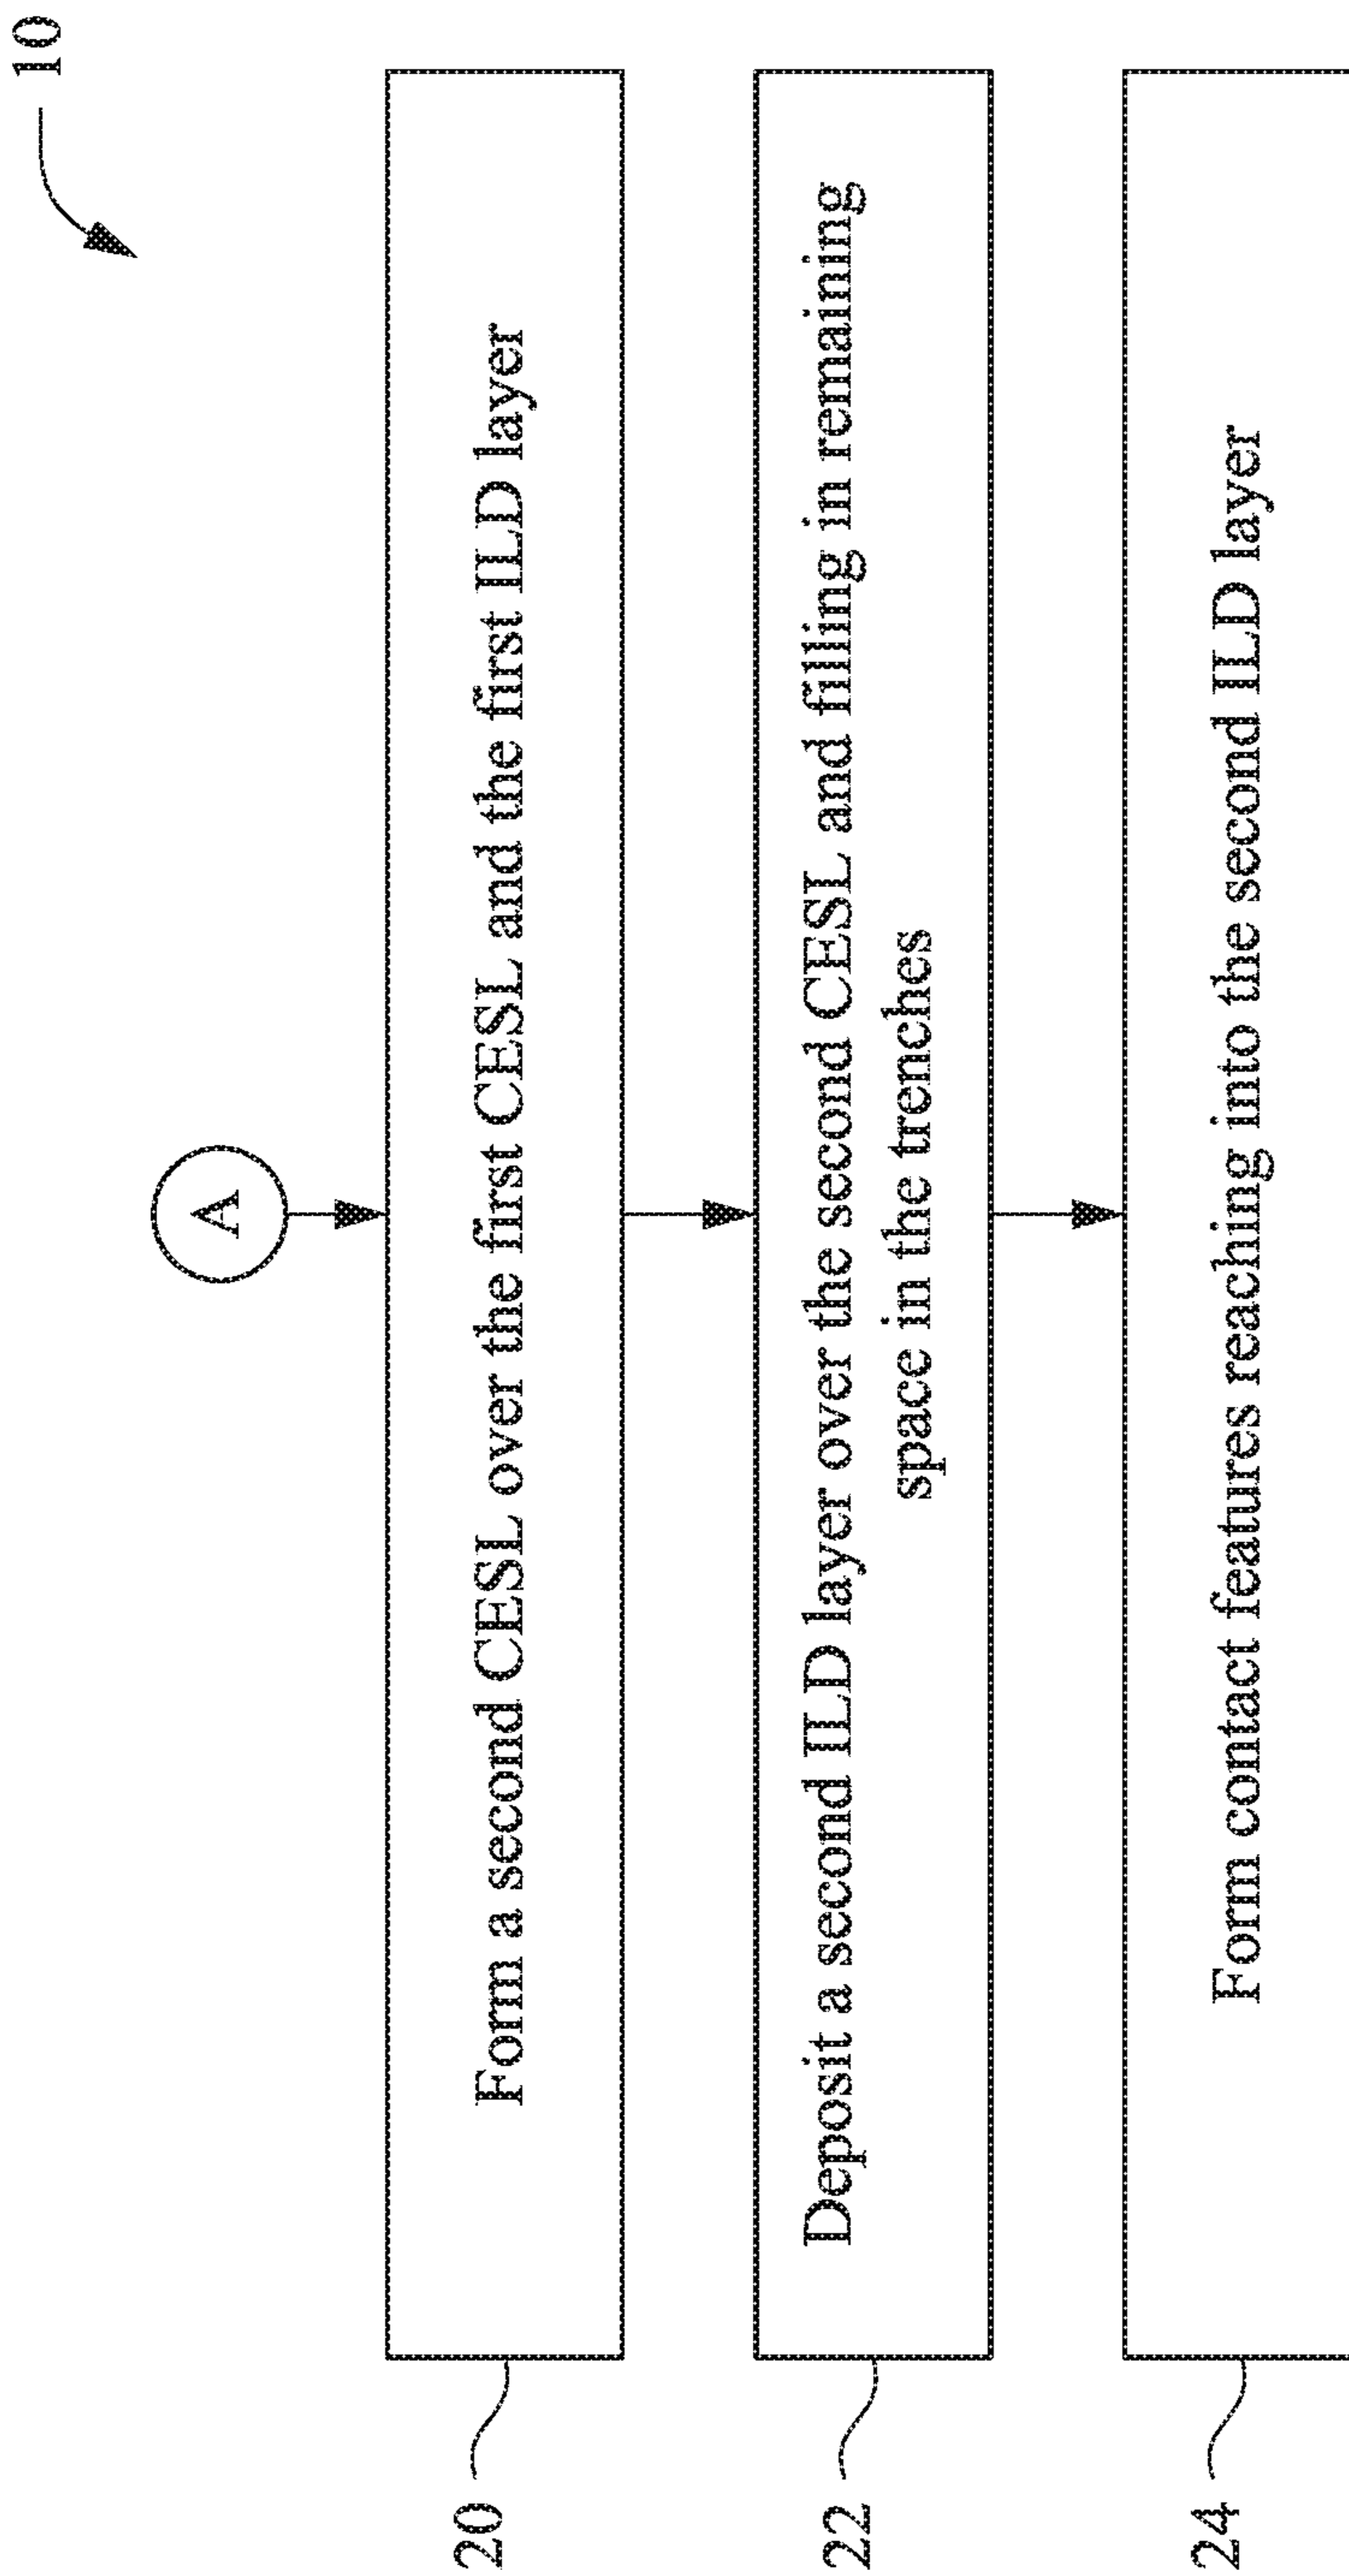 10
A
20
Form a second CESL over the first CESL and the first ILD layer
22
Deposit a second ILD layer over the second CESL and filling in remaining
space in the trenches
24
Form contact features reaching into the second ILD layer